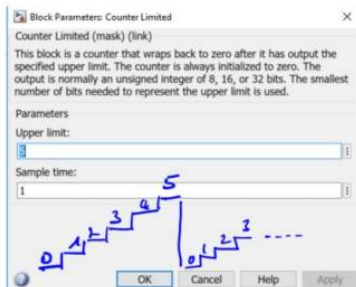 Block Parameters: Counter Limited
Counter Limited (mask) (link)
This block is a counter that wraps back to zero after it has output the
specified upper limit. The counter is always initialized to zero. The
output is normally an unsigned integer of 8, 16, or 32 bits. The smallest
number of bits needed to represent the upper limit is used.
Parameters
Upper limit:
5
Sample time:
1
0 1 2 3 4 5 0 1 2 3 ----
OK Cancel Help Apply